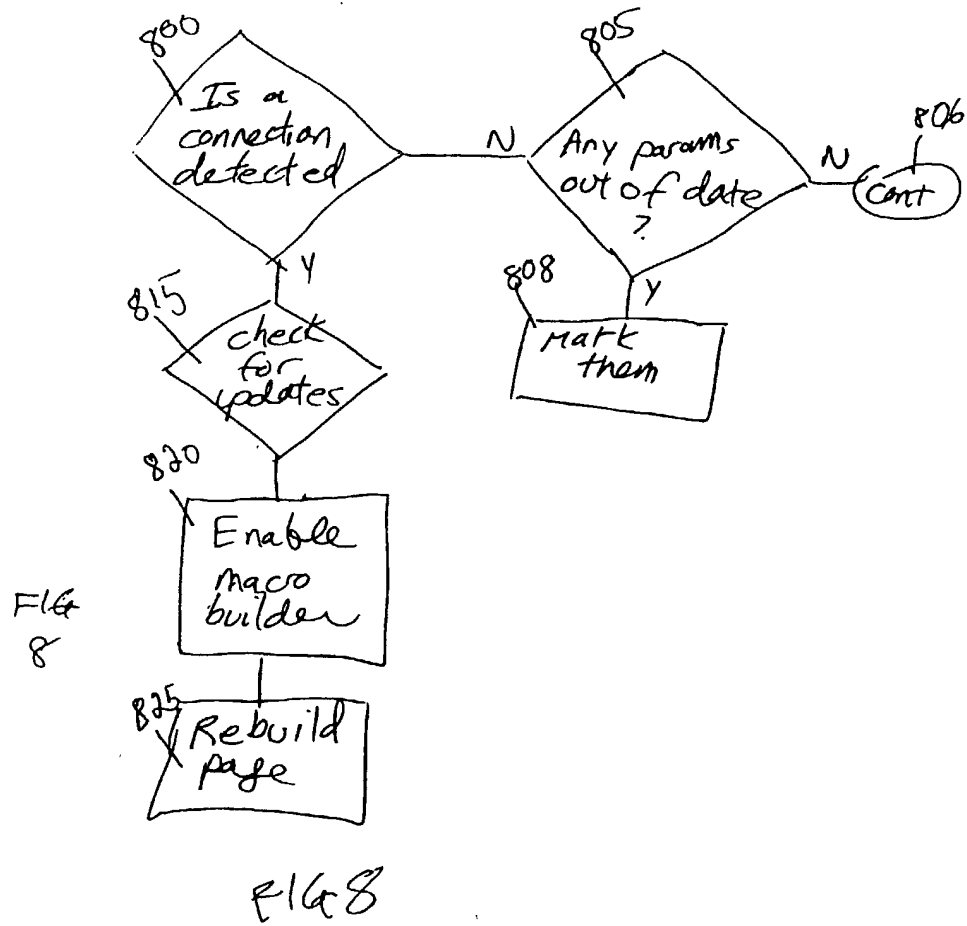 800
Is a
connection
detected
N
805
Any params
out of date
?
N
806
Cont
Y
808
Mark
them
Y
815
check
for
updates
820
Enable
macro
builder
825
Rebuild
page
FIG
8
FIG 8